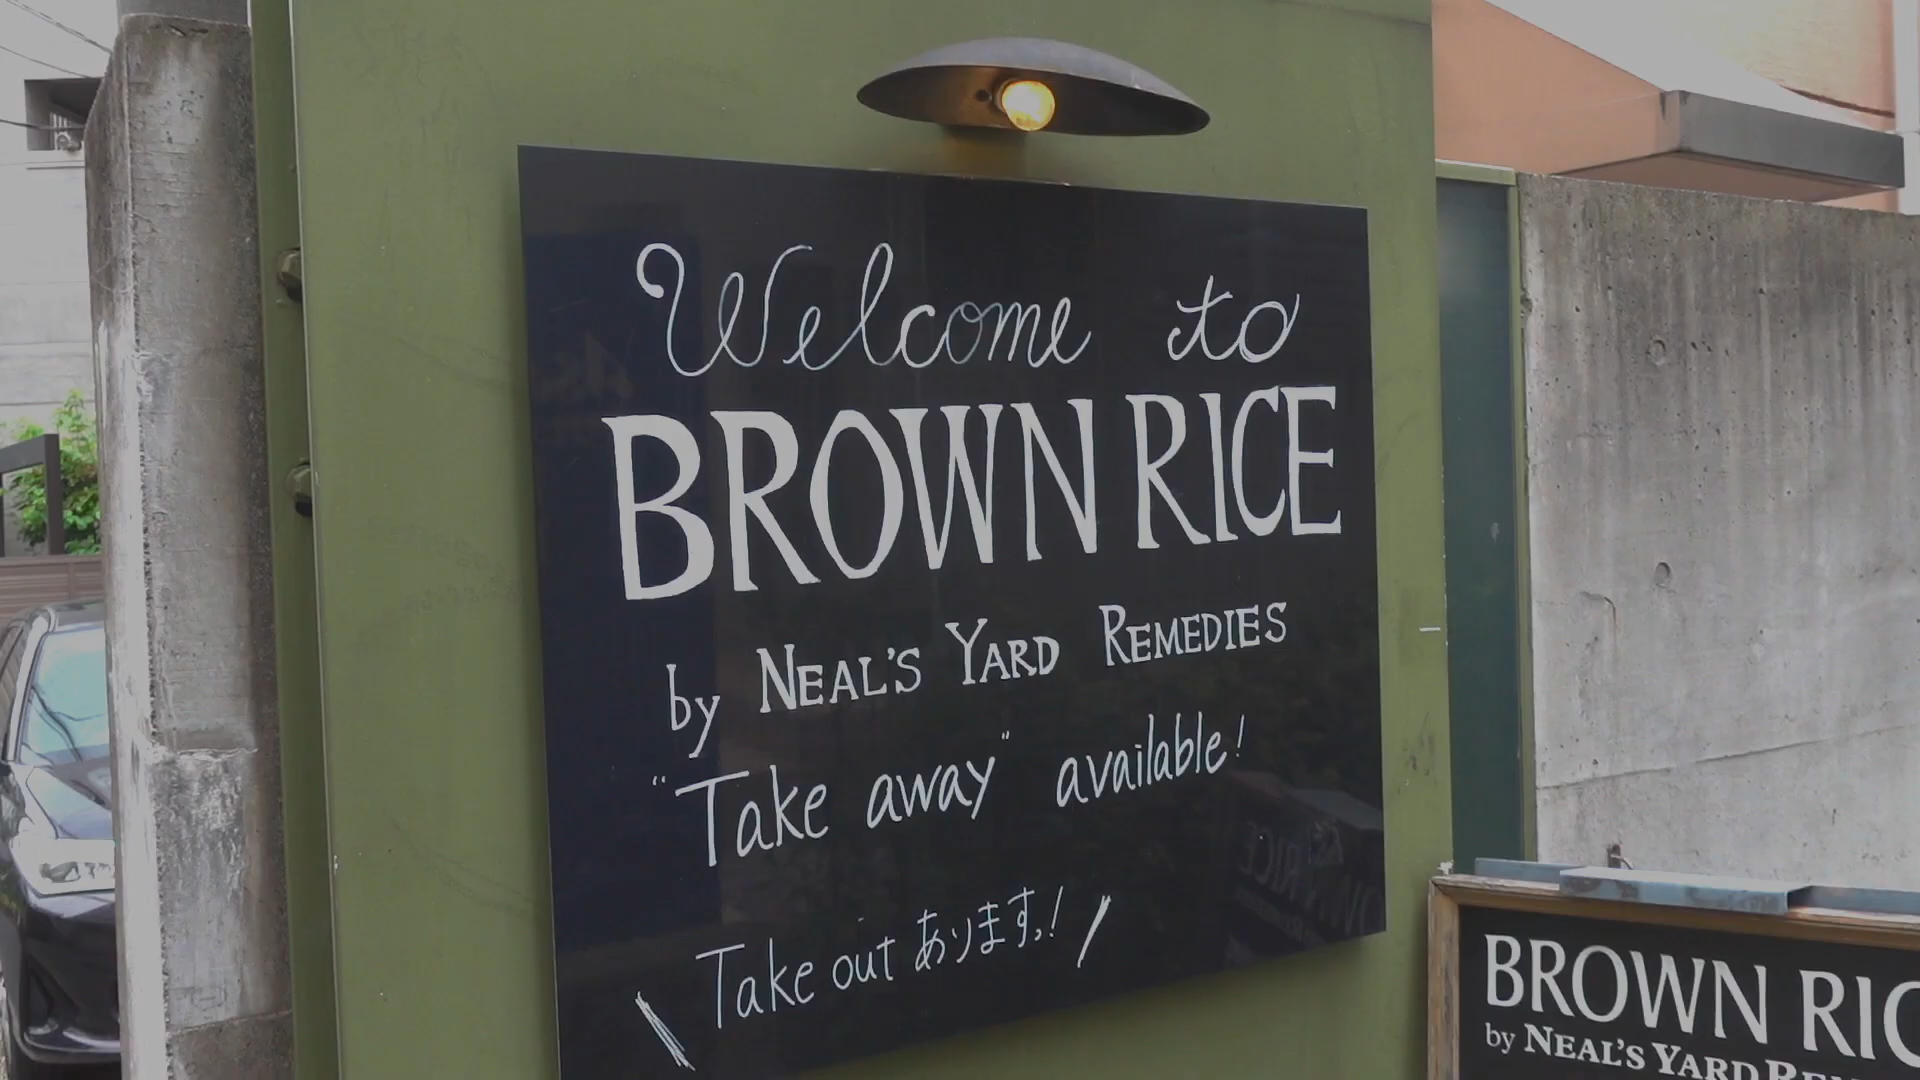 Welcome to
BROWN RICE
by NEAL'S YARD REMEDIES
"Take away" available!
Take out あります。!
BROWN RIC
by NEAL'S YARD RE